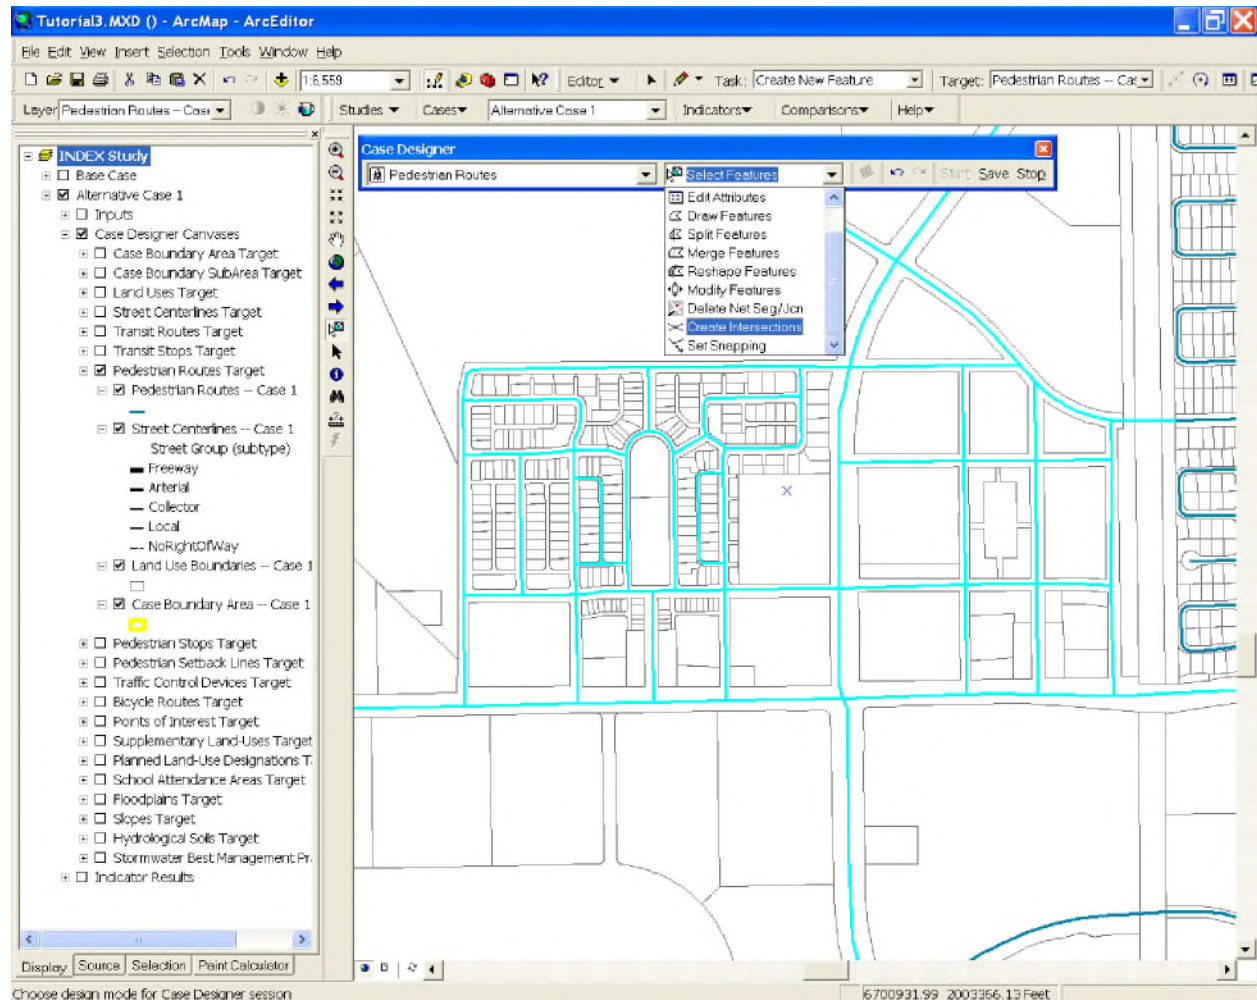 Tutorial3.MXD () - ArcMap - ArcEditor
File Edit View Insert Selection Tools Window Help
1:6,559 Editor Task: Create New Feature Target: Pedestrian Routes -- Cas
Layer Pedestrian Routes -- Case Studies Cases Alternative Case 1 Indicators Comparisons Help
Case Designer
Pedestrian Routes Select Features Start Save Stop
Edit Attributes
Draw Features
Split Features
Merge Features
Reshape Features
Modify Features
Delete Net Seg/Jcn
Create Intersections
Set Snapping
INDEX Study
Base Case
Alternative Case 1
Inputs
Case Designer Canvases
Case Boundary Area Target
Case Boundary SubArea Target
Land Uses Target
Street Centerlines Target
Transit Routes Target
Transit Stops Target
Pedestrian Routes Target
Pedestrian Routes -- Case 1
Street Centerlines -- Case 1
Street Group (subtype)
Freeway
Arterial
Collector
Local
NoRightOfWay
Land Use Boundaries -- Case 1
Case Boundary Area -- Case 1
Pedestrian Stops Target
Pedestrian Setback Lines Target
Traffic Control Devices Target
Bicycle Routes Target
Points of Interest Target
Supplementary Land-Uses Target
Planned Land-Use Designations T
School Attendance Areas Target
Floodplains Target
Slopes Target
Hydrological Soils Target
Stormwater Best Management Pr
Indicator Results
Display Source Selection Paint Calculator
Choose design mode for Case Designer session 6700931.99 2003366.13 Feet